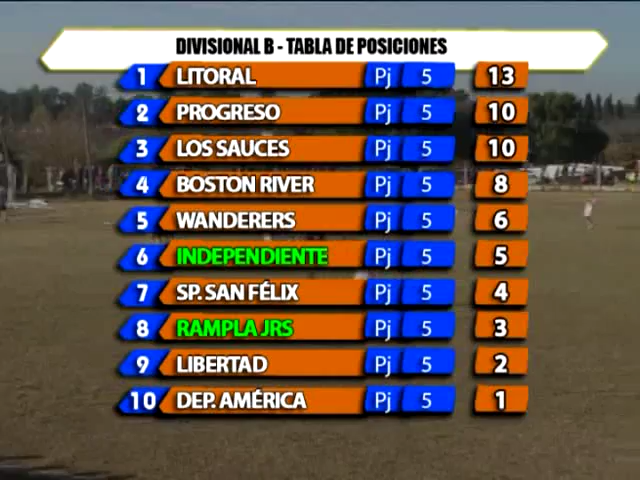 DIVISIONAL B - TABLA DE POSICIONES
1 LITORAL Pj 5 13
2 PROGRESO Pj 5 10
3 LOS SAUCES Pj 5 10
4 BOSTON RIVER Pj 5 8
5 WANDERERS Pj 5 6
6 INDEPENDIENTE Pj 5 5
7 SP. SAN FÉLIX Pj 5 4
8 RAMPLA JRS Pj 5 3
9 LIBERTAD Pj 5 2
10 DEP. AMÉRICA Pj 5 1